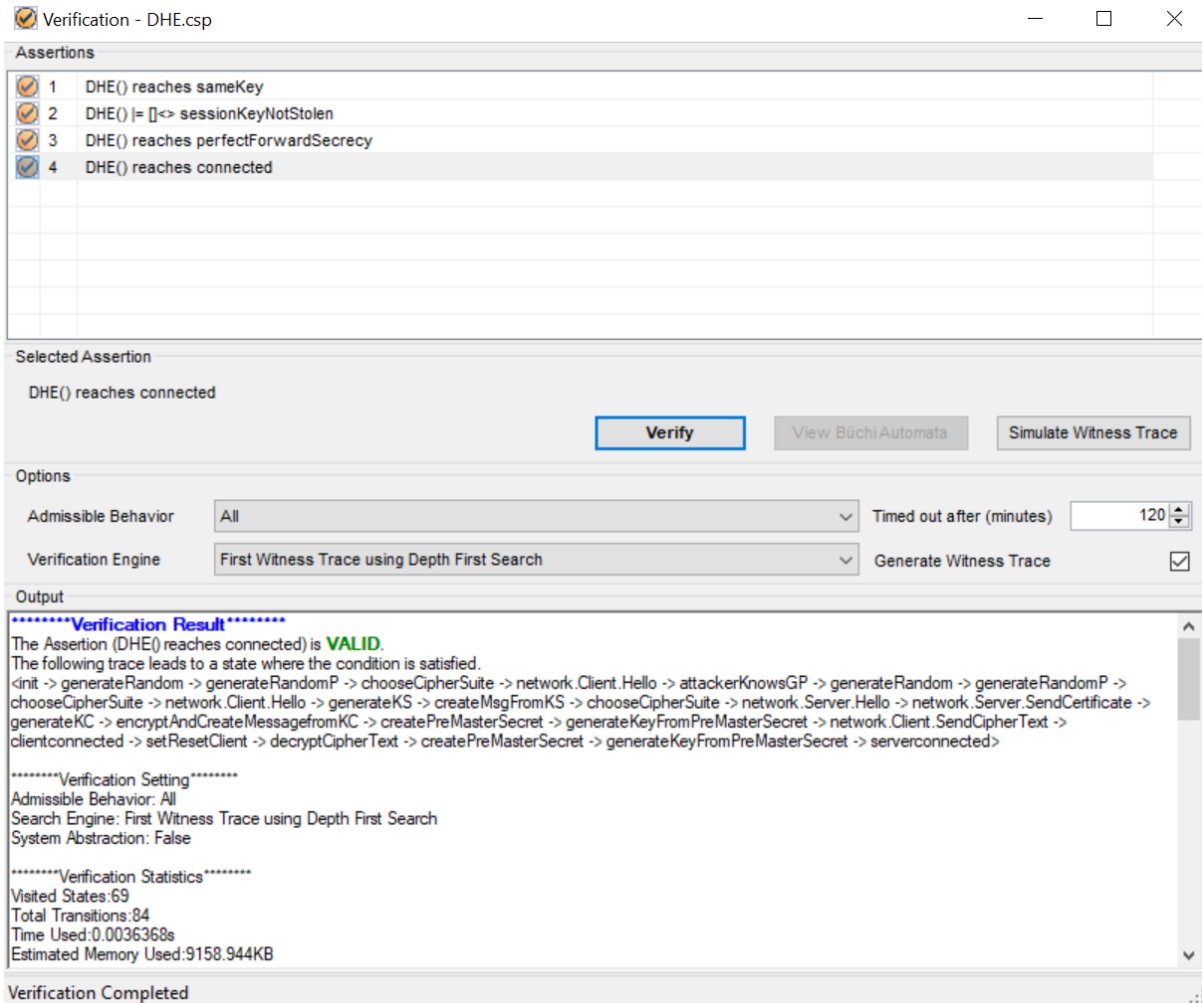 Verification - DHE.csp
Assertions
1 DHE() reaches sameKey
2 DHE() |= []<> sessionKeyNotStolen
3 DHE() reaches perfectForwardSecrecy
4 DHE() reaches connected
Selected Assertion
DHE() reaches connected
Verify View Büchi Automata Simulate Witness Trace
Options
Admissible Behavior All Timed out after (minutes) 120
Verification Engine First Witness Trace using Depth First Search Generate Witness Trace
Output
********Verification Result********
The Assertion (DHE() reaches connected) is VALID.
The following trace leads to a state where the condition is satisfied.
<init -> generateRandom -> generateRandomP -> chooseCipherSuite -> network.Client.Hello -> attackerKnowsGP -> generateRandom -> generateRandomP ->
chooseCipherSuite -> network.Client.Hello -> generateKS -> createMsgFromKS -> chooseCipherSuite -> network.Server.Hello -> network.Server.SendCertificate ->
generateKC -> encryptAndCreateMessagefromKC -> createPreMasterSecret -> generateKeyFromPreMasterSecret -> network.Client.SendCipherText ->
clientconnected -> setResetClient -> decryptCipherText -> createPreMasterSecret -> generateKeyFromPreMasterSecret -> serverconnected>
********Verification Setting********
Admissible Behavior: All
Search Engine: First Witness Trace using Depth First Search
System Abstraction: False
********Verification Statistics********
Visited States:69
Total Transitions:84
Time Used:0.0036368s
Estimated Memory Used:9158.944KB
Verification Completed